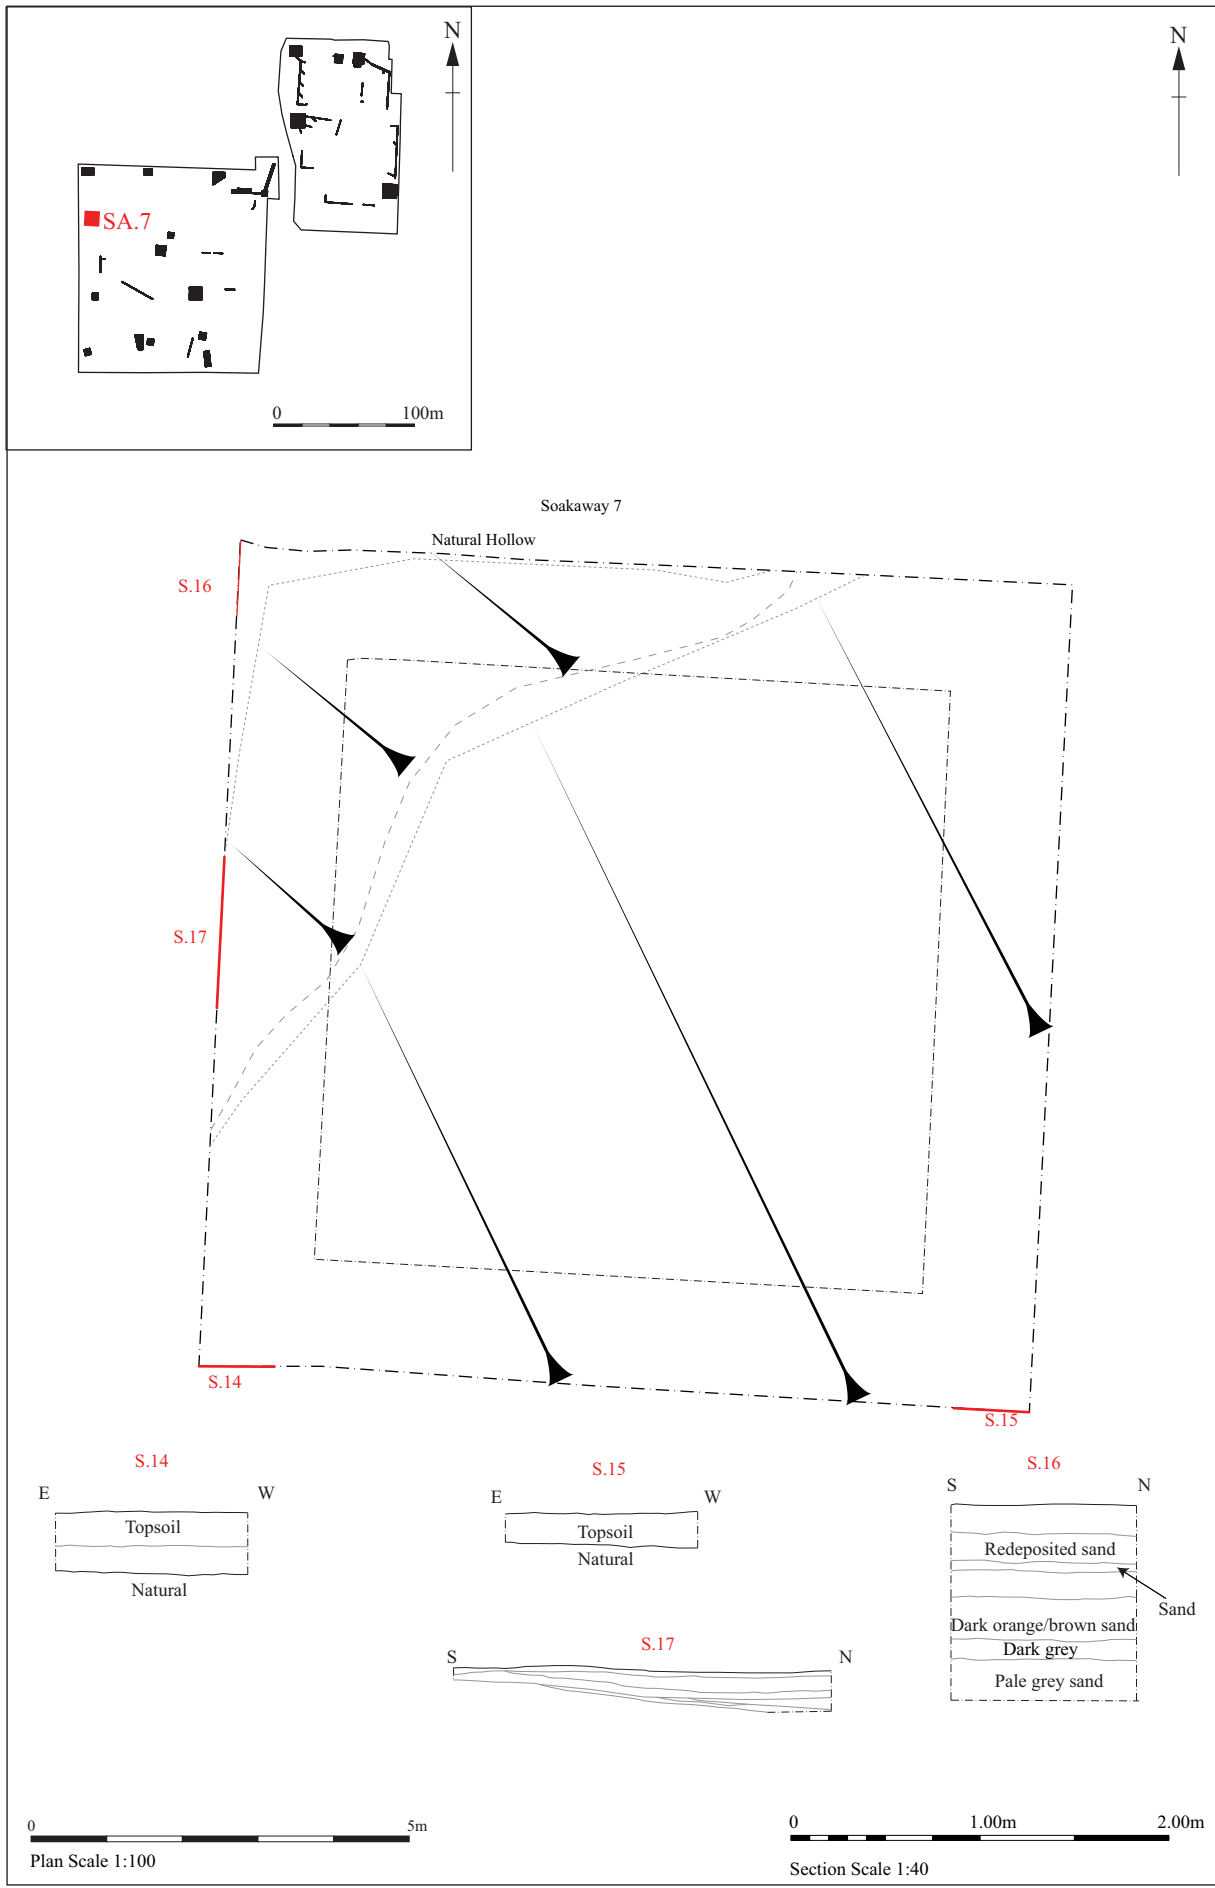 N
N
SA.7
0 100m
Soakaway 7
Natural Hollow
S.16
S.17
S.14
S.15
S.14
E W
Topsoil
Natural
S.15
E W
Topsoil
Natural
S.16
S N
Redeposited sand
Sand
Dark orange/brown sand
Dark grey
Pale grey sand
S.17
S N
0 5m
Plan Scale 1:100
0 1.00m 2.00m
Section Scale 1:40